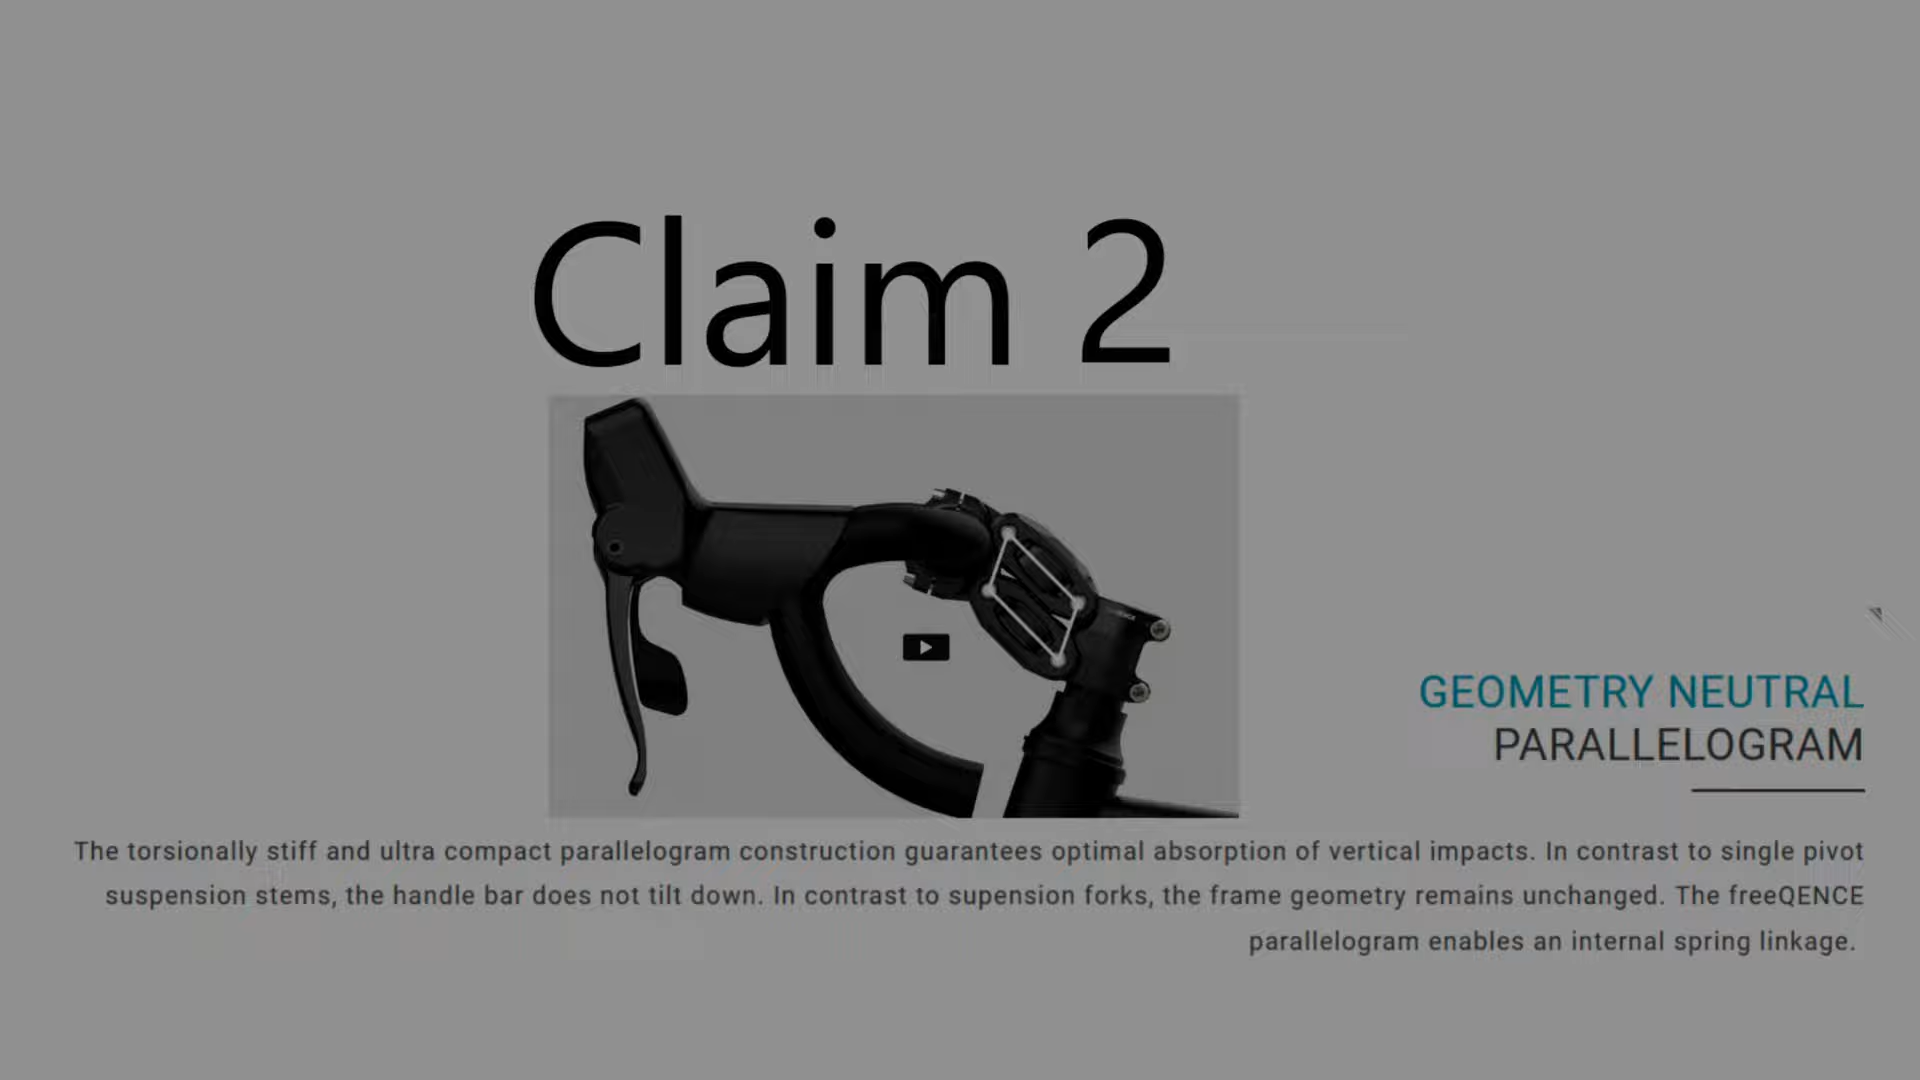 Claim 2
GEOMETRY NEUTRAL
PARALLELOGRAM
The torsionally stiff and ultra compact parallelogram construction guarantees optimal absorption of vertical impacts. In contrast to single pivot
suspension stems, the handle bar does not tilt down. In contrast to supension forks, the frame geometry remains unchanged. The freeQENCE
parallelogram enables an internal spring linkage.